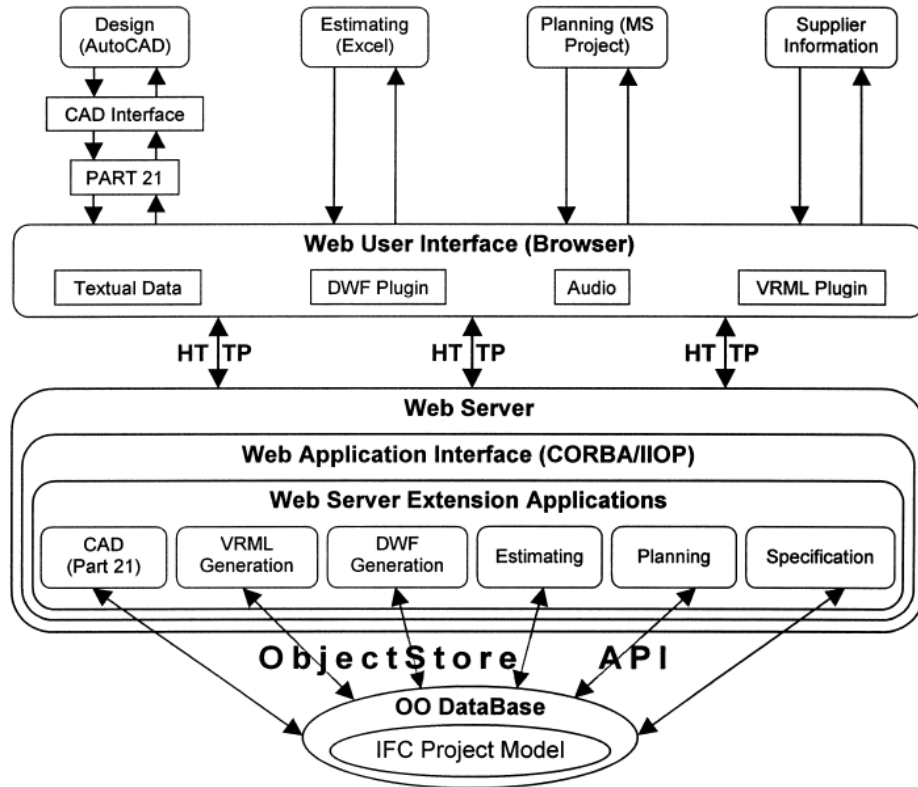 Design
(AutoCAD)
Estimating
(Excel)
Planning (MS
Project)
Supplier
Information
CAD Interface
PART 21
Web User Interface (Browser)
Textual Data
DWF Plugin
Audio
VRML Plugin
HT TP
HT TP
HT TP
Web Server
Web Application Interface (CORBA/IIOP)
Web Server Extension Applications
CAD
(Part 21)
VRML
Generation
DWF
Generation
Estimating
Planning
Specification
ObjectStore API
OO DataBase
IFC Project Model